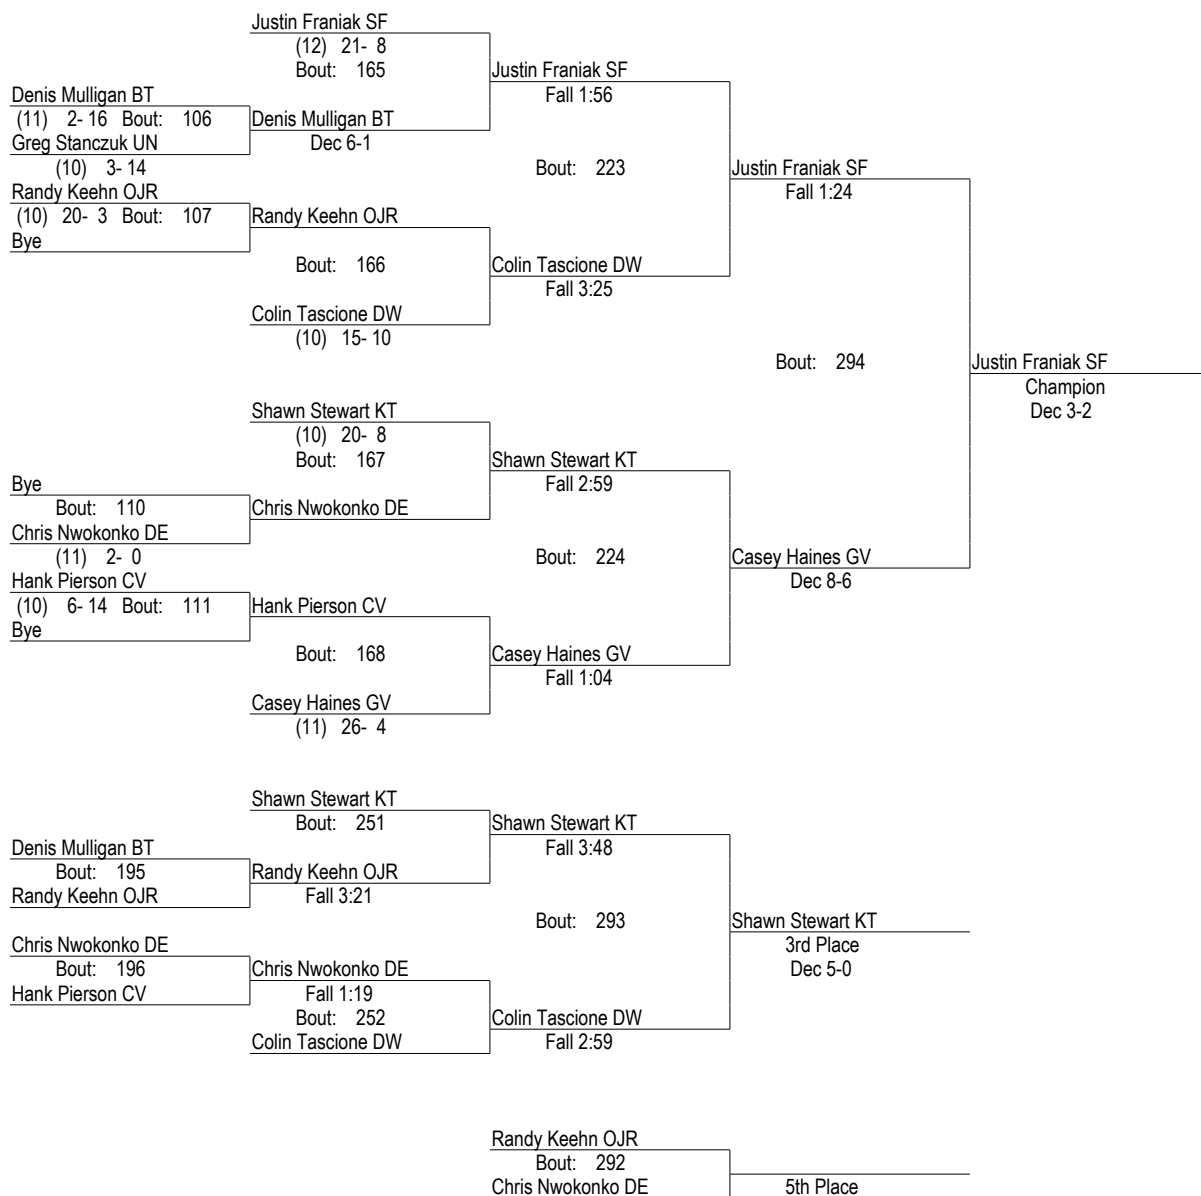 Justin Franiak SF
(12) 21- 8
Bout: 165
Justin Franiak SF
Fall 1:56
Denis Mulligan BT
(11) 2- 16 Bout: 106
Denis Mulligan BT
Dec 6-1
Greg Stanczuk UN
(10) 3- 14
Bout: 223
Justin Franiak SF
Fall 1:24
Randy Keehn OJR
(10) 20- 3 Bout: 107
Randy Keehn OJR
Bye
Bout: 166
Colin Tascione DW
Fall 3:25
Colin Tascione DW
(10) 15- 10
Bout: 294
Justin Franiak SF
Champion
Dec 3-2
Shawn Stewart KT
(10) 20- 8
Bout: 167
Shawn Stewart KT
Fall 2:59
Bye
Bout: 110
Chris Nwokonko DE
Chris Nwokonko DE
(11) 2- 0
Bout: 224
Casey Haines GV
Dec 8-6
Hank Pierson CV
(10) 6- 14 Bout: 111
Hank Pierson CV
Bye
Bout: 168
Casey Haines GV
Fall 1:04
Casey Haines GV
(11) 26- 4
Shawn Stewart KT
Bout: 251
Shawn Stewart KT
Fall 3:48
Denis Mulligan BT
Bout: 195
Randy Keehn OJR
Fall 3:21
Randy Keehn OJR
Bout: 293
Shawn Stewart KT
3rd Place
Dec 5-0
Chris Nwokonko DE
Bout: 196
Chris Nwokonko DE
Fall 1:19
Hank Pierson CV
Bout: 252
Colin Tascione DW
Fall 2:59
Colin Tascione DW
Randy Keehn OJR
Bout: 292
Chris Nwokonko DE
5th Place